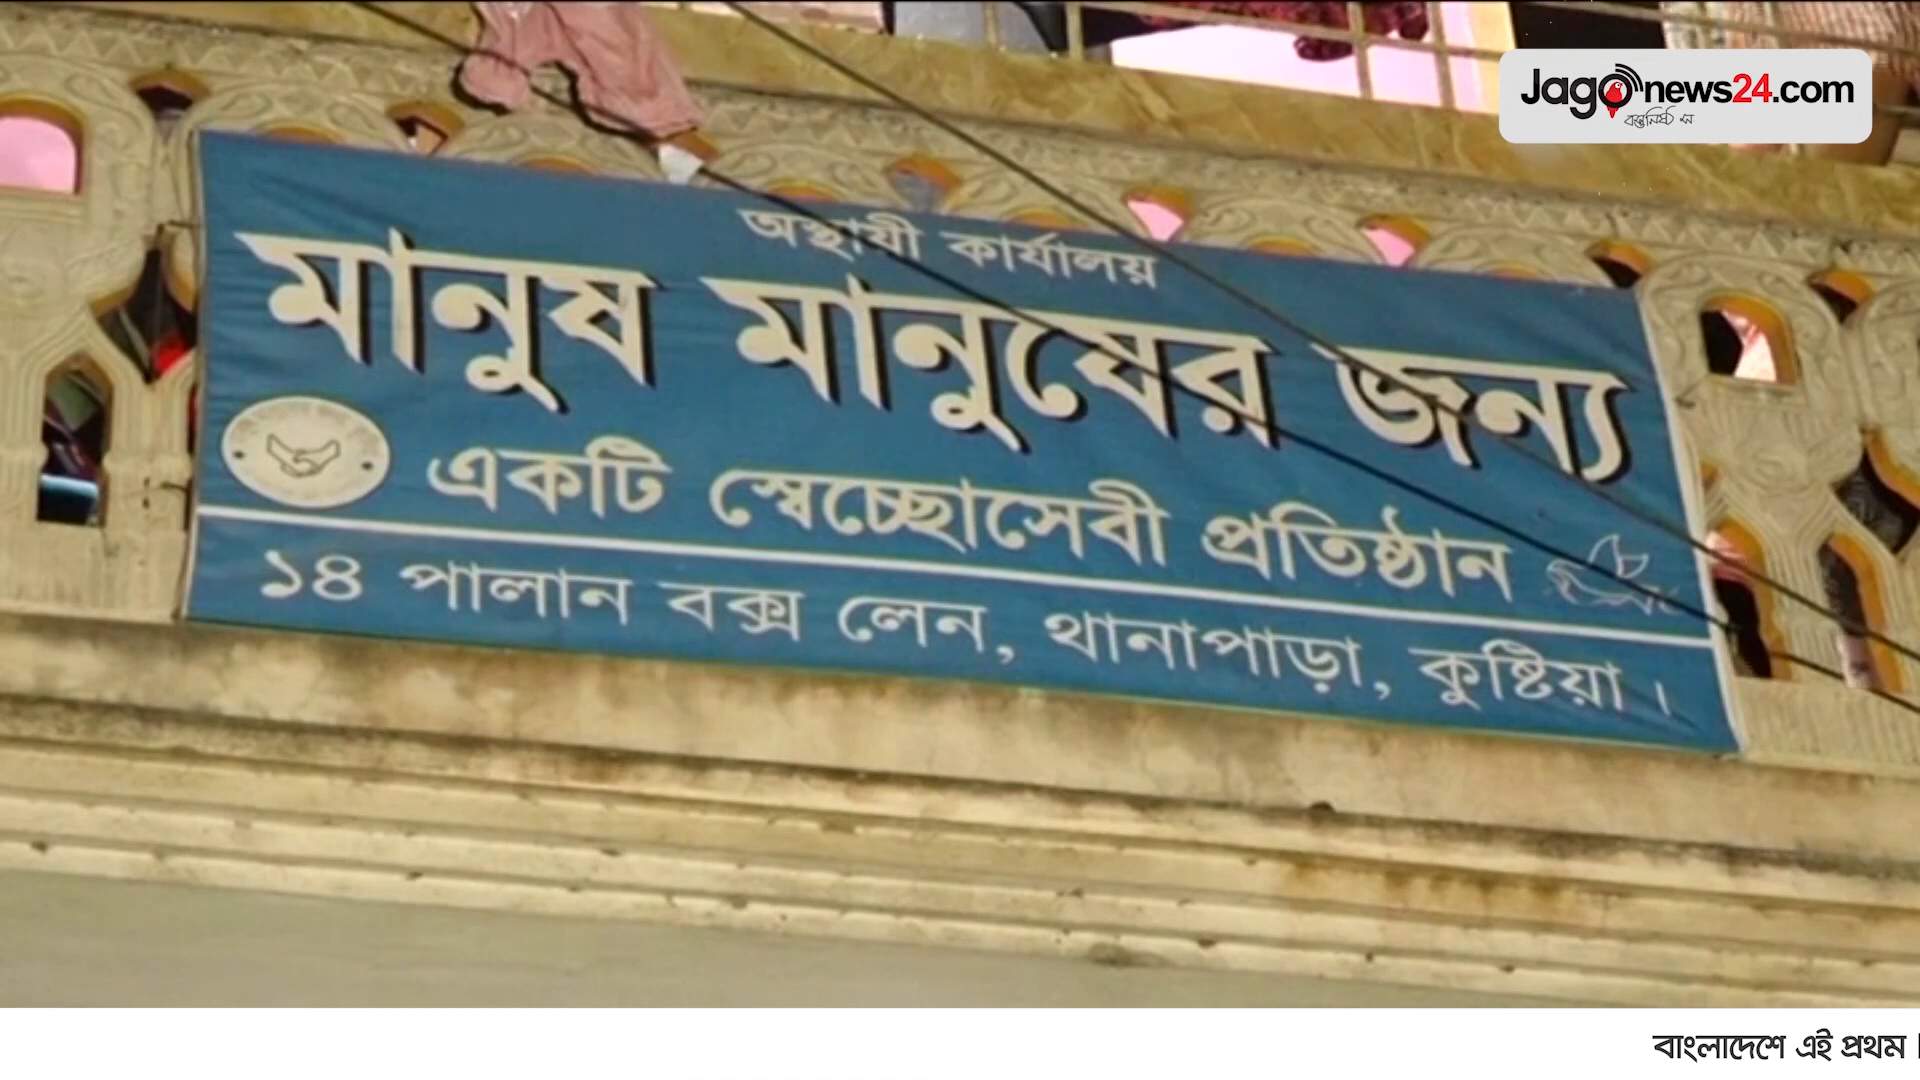 Jagonews24.com
অস্থায়ী কার্যালয়
মানুষ মানুষের জন্য
একটি স্বেচ্ছোসেবী প্রতিষ্ঠান
১৪ পালান বক্স লেন, থানাপাড়া, কুষ্টিয়া।
বাংলাদেশে এই প্রথম